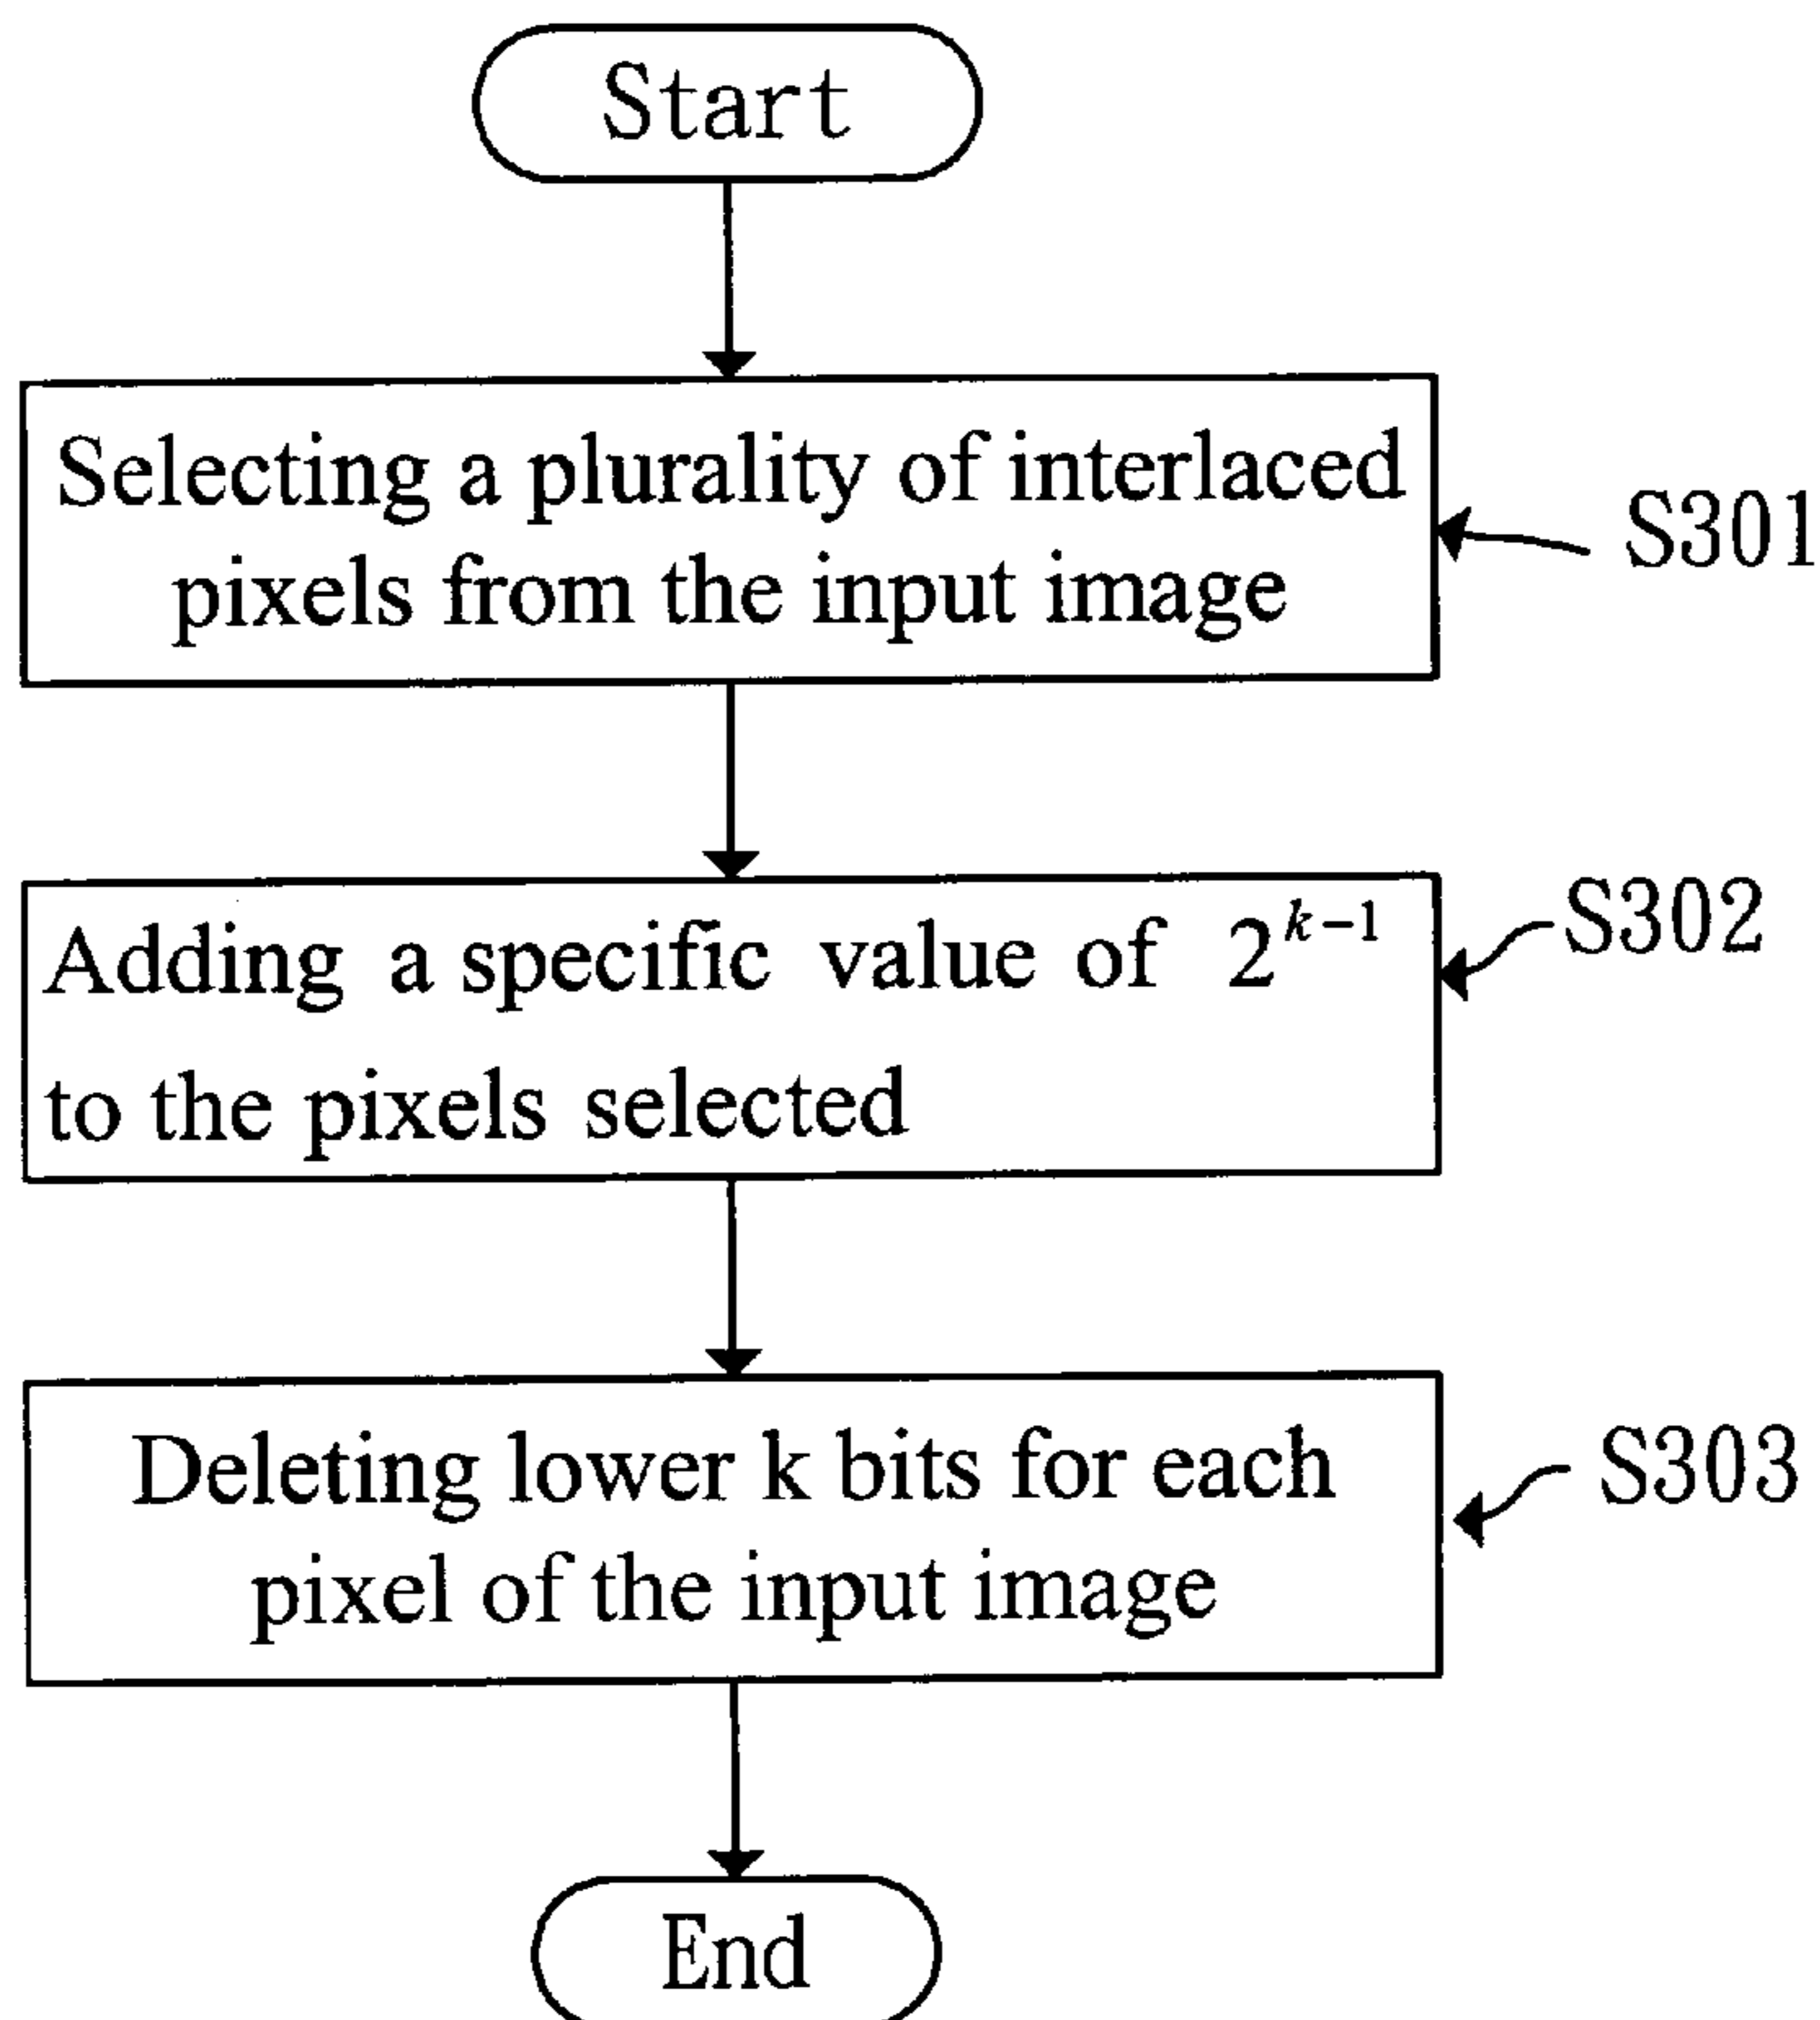 Start
Selecting a plurality of interlaced
pixels from the input image
S301
Adding a specific value of 2^{k-1}
to the pixels selected
S302
Deleting lower k bits for each
pixel of the input image
S303
End